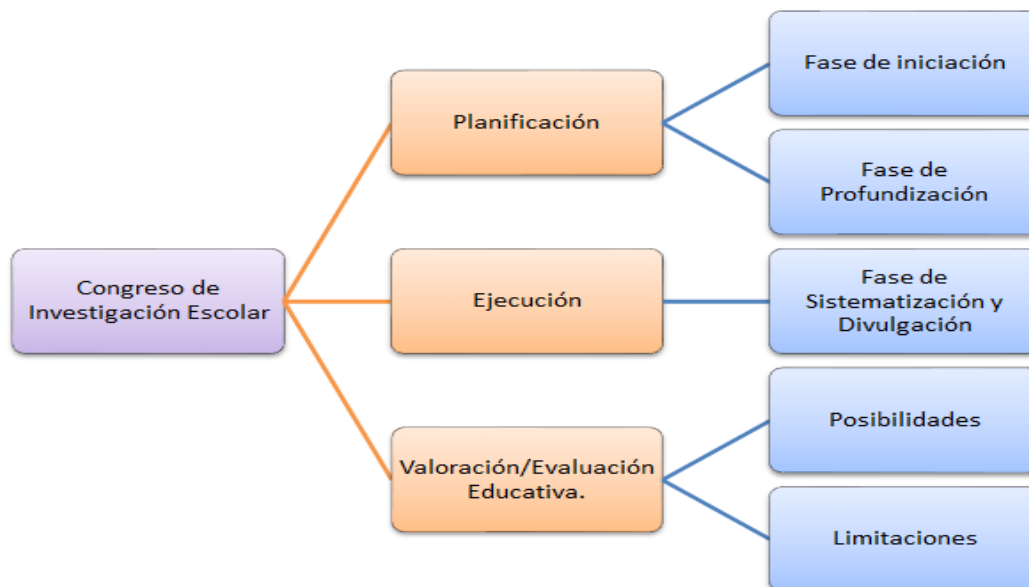 Congreso de
Investigación Escolar
Planificación
Fase de iniciación
Fase de
Profundización
Ejecución
Fase de
Sistematización y
Divulgación
Valoración/Evaluación
Educativa.
Posibilidades
Limitaciones